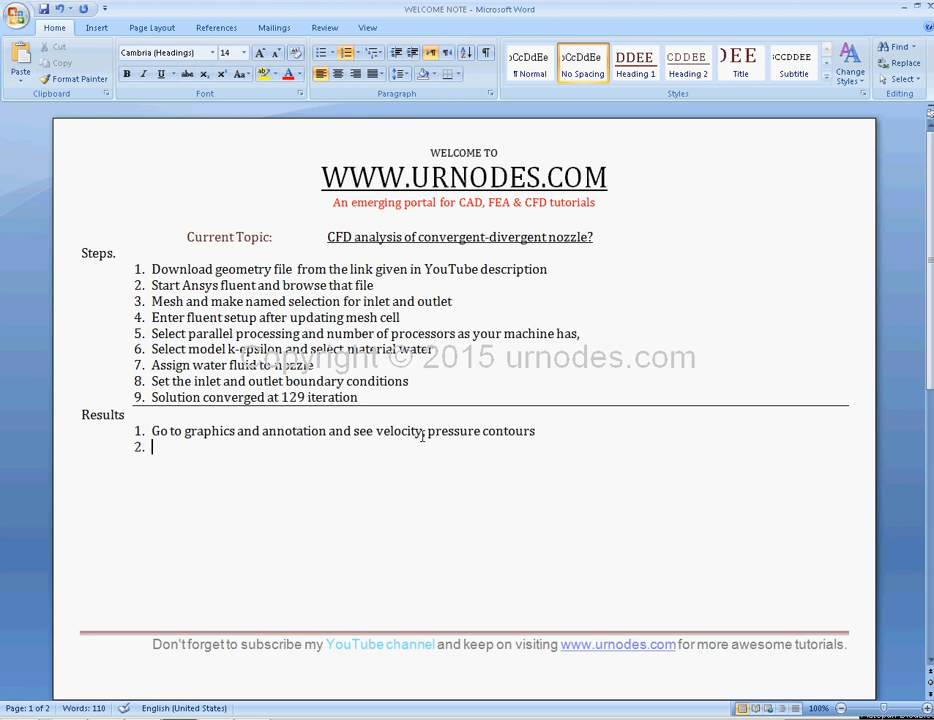 WELCOME NOTE - Microsoft Word
Home Insert Page Layout References Mailings Review View
Paste Cut Copy Format Painter
Cambria (Headings) 14
AaBbCcDdEe
¶ Normal No Spacing Heading 1 Heading 2 Title Subtitle
Change Styles
Find Replace Select
Clipboard Font Paragraph Styles Editing
WELCOME TO
WWW.URNODES.COM
An emerging portal for CAD, FEA & CFD tutorials
Current Topic: CFD analysis of convergent-divergent nozzle?
Steps.
1. Download geometry file from the link given in YouTube description
2. Start Ansys fluent and browse that file
3. Mesh and make named selection for inlet and outlet
4. Enter fluent setup after updating mesh cell
5. Select parallel processing and number of processors as your machine has,
6. Select model k-epsilon and select material water
Copyright © 2015 urnodes.com
7. Assign water fluid to nozzle
8. Set the inlet and outlet boundary conditions
9. Solution converged at 129 iteration
Results
1. Go to graphics and annotation and see velocity, pressure contours
2.
Don't forget to subscribe my YouTube channel and keep on visiting www.urnodes.com for more awesome tutorials.
Page: 1 of 2 Words: 110 English (United States) 100%